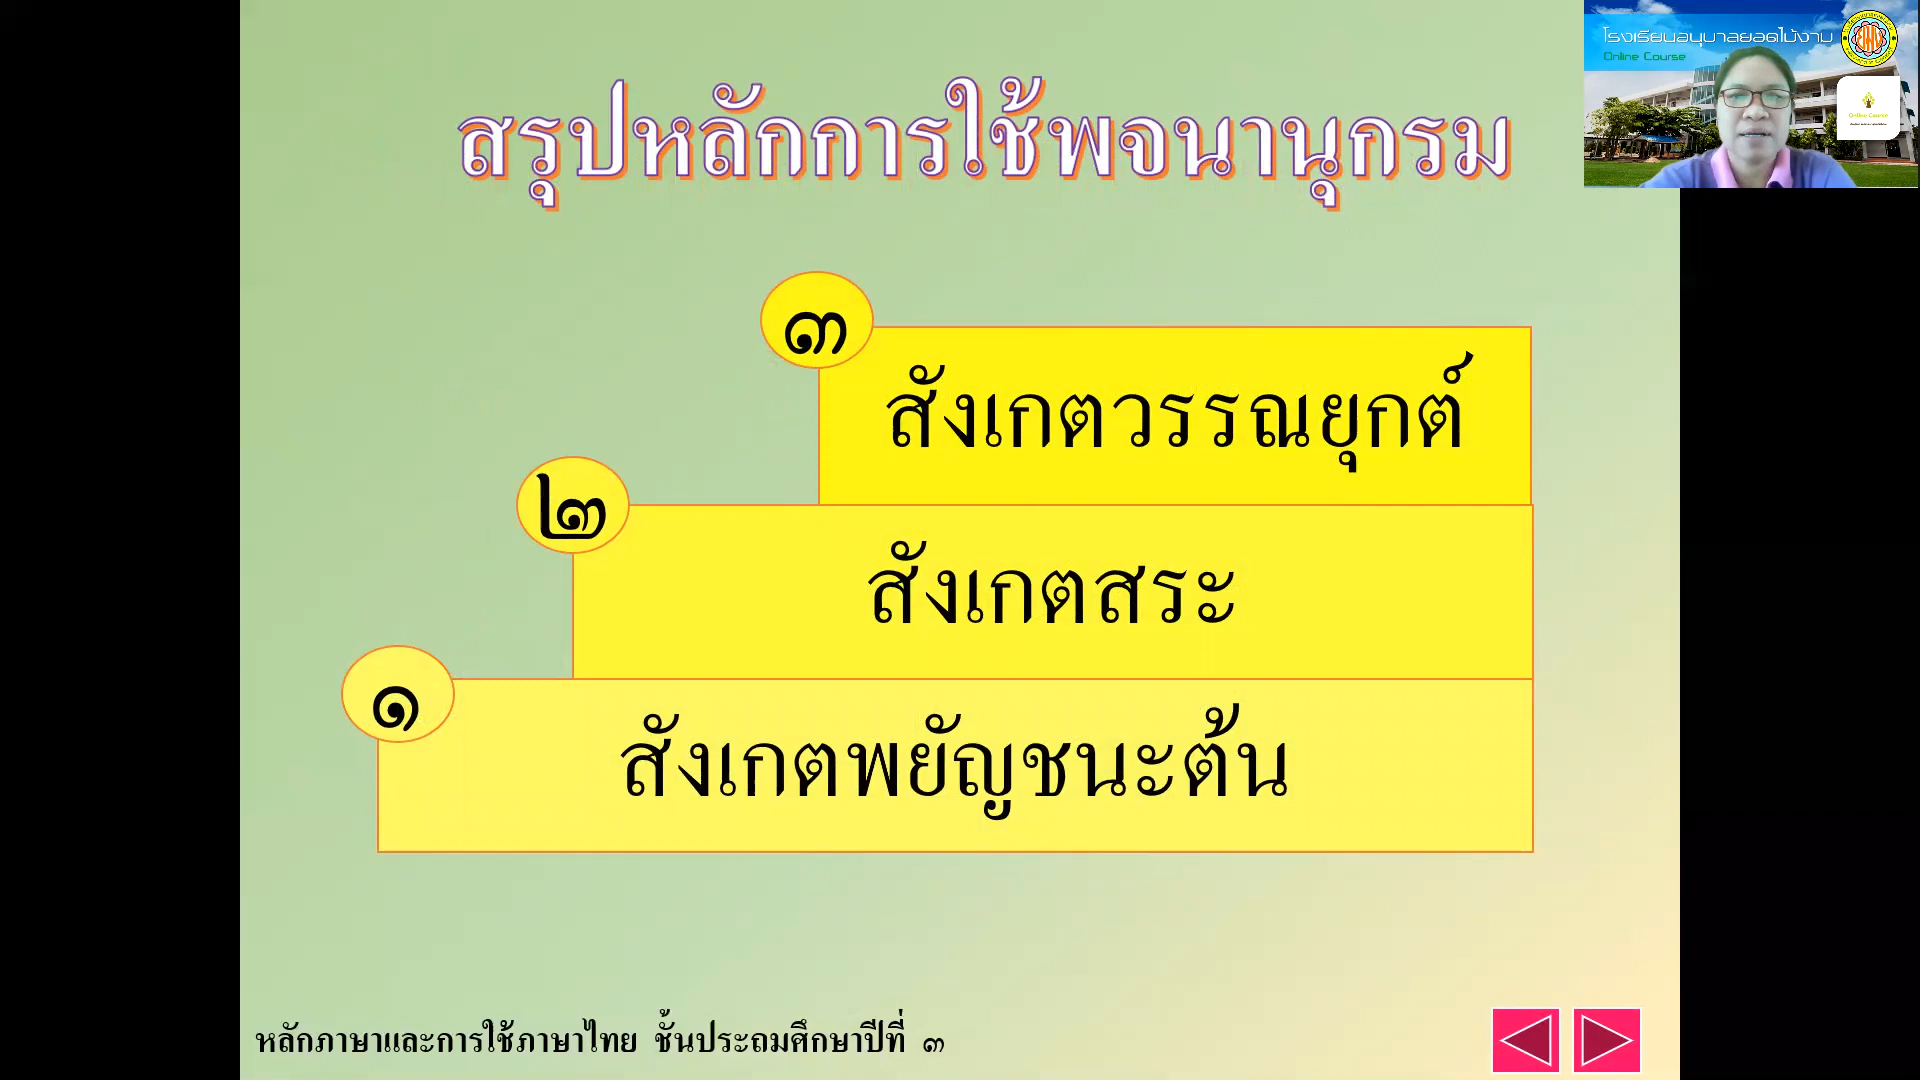 สรุปหลักการใช้พจนานุกรม
๓
สังเกตวรรณยุกต์
๒
สังเกตสระ
๑
สังเกตพยัญชนะต้น
หลักภาษาและการใช้ภาษาไทย ชั้นประถมศึกษาปีที่ ๓
โรงเรียนอนุบาลยอดไม้งาม
Online Course
Online Course